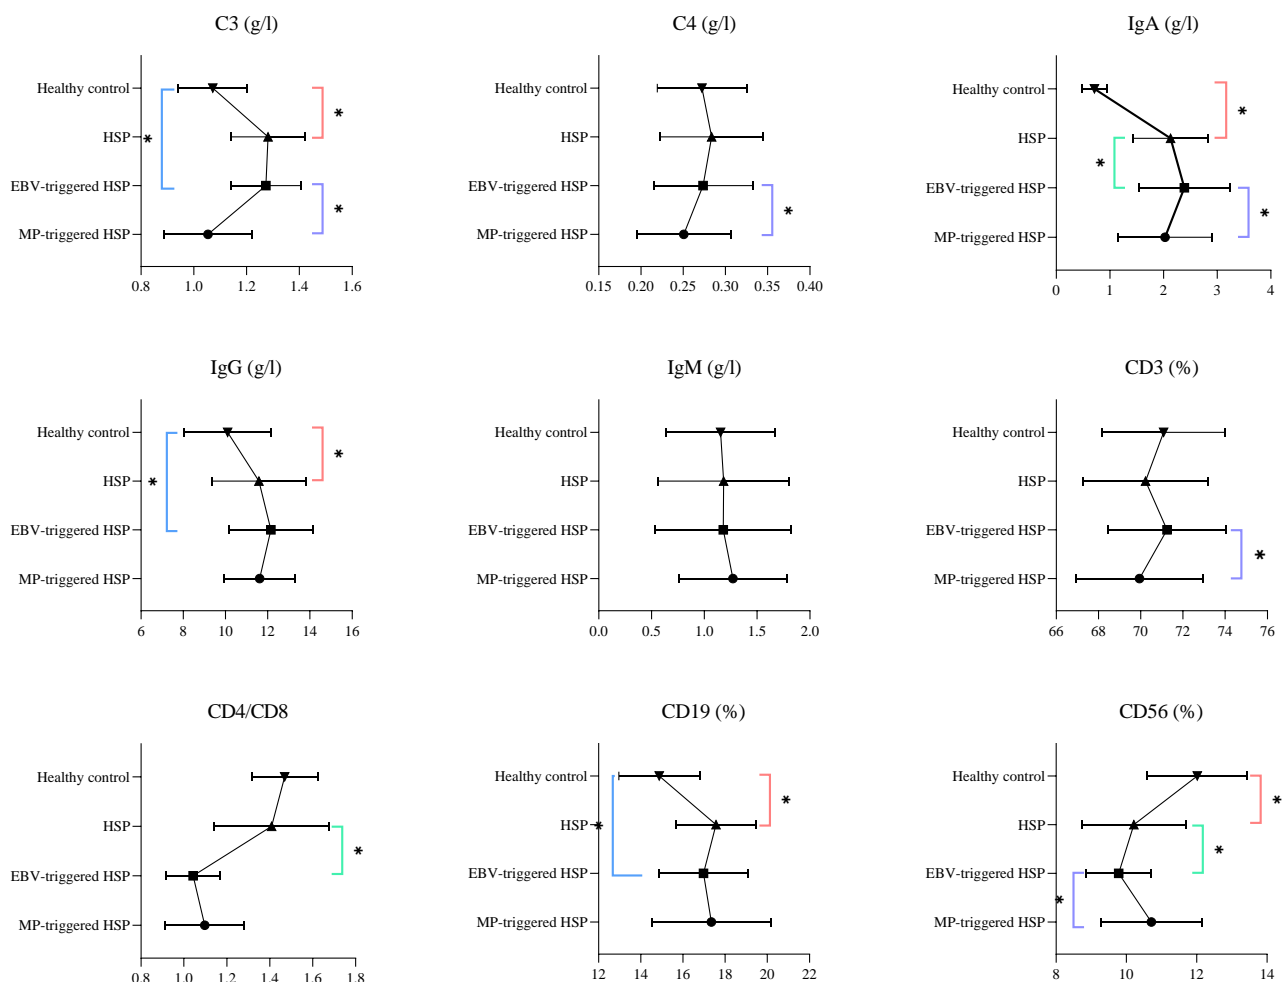 C3 (g/l)
Healthy control
HSP
EBV-triggered HSP
MP-triggered HSP
*
*
*
0.8 1.0 1.2 1.4 1.6
C4 (g/l)
Healthy control
HSP
EBV-triggered HSP
MP-triggered HSP
*
0.15 0.20 0.25 0.30 0.35 0.40
IgA (g/l)
Healthy control
HSP
EBV-triggered HSP
MP-triggered HSP
*
*
*
0 1 2 3 4
IgG (g/l)
Healthy control
HSP
EBV-triggered HSP
MP-triggered HSP
*
*
6 8 10 12 14 16
IgM (g/l)
Healthy control
HSP
EBV-triggered HSP
MP-triggered HSP
0.0 0.5 1.0 1.5 2.0
CD3 (%)
Healthy control
HSP
EBV-triggered HSP
MP-triggered HSP
*
66 68 70 72 74 76
CD4/CD8
Healthy control
HSP
EBV-triggered HSP
MP-triggered HSP
*
0.8 1.0 1.2 1.4 1.6 1.8
CD19 (%)
Healthy control
HSP
EBV-triggered HSP
MP-triggered HSP
*
*
12 14 16 18 20 22
CD56 (%)
Healthy control
HSP
EBV-triggered HSP
MP-triggered HSP
*
*
*
8 10 12 14